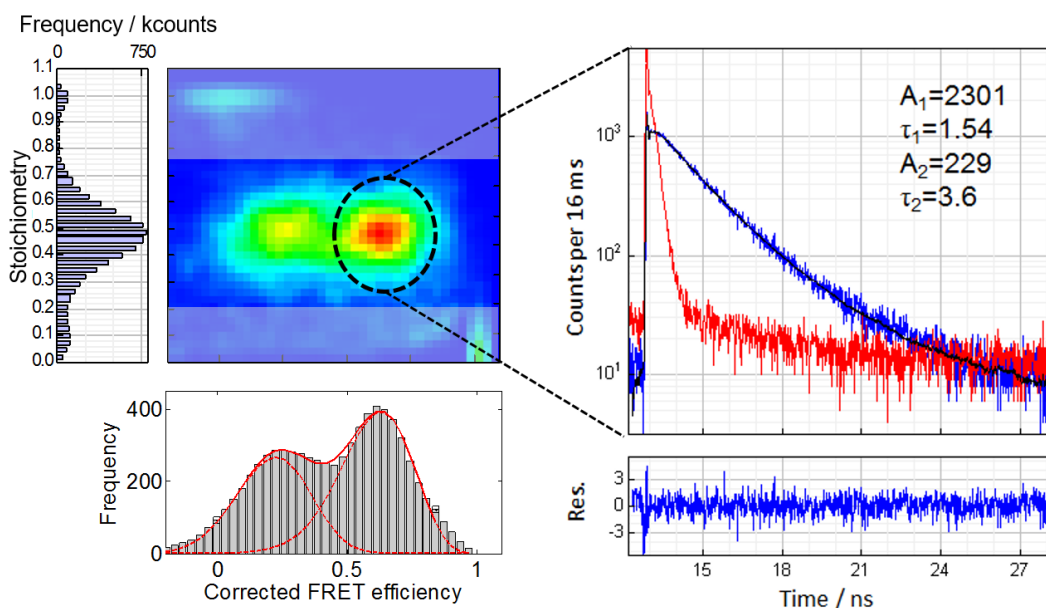 Frequency / kcounts
0 750
1.1
1.0
0.9
0.8
0.7
0.6
0.5
0.4
0.3
0.2
0.1
0.0
Stoichiometry
400
200
0
Frequency
0 0.5 1
Corrected FRET efficiency
A1=2301
τ1=1.54
A2=229
τ2=3.6
10³
10²
10¹
Countsper 16 ms
3
0
-3
Res.
15 18 21 24 27
Time / ns